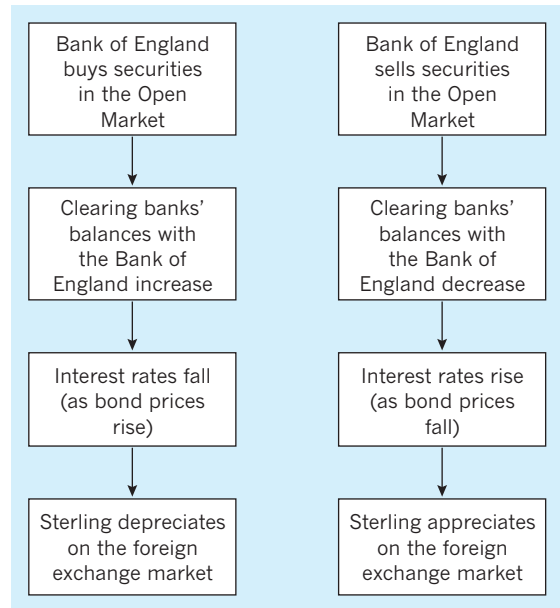 Bank of England
buys securities
in the Open
Market
Clearing banks'
balances with
the Bank of
England increase
Interest rates fall
(as bond prices
rise)
Sterling depreciates
on the foreign
exchange market
Bank of England
sells securities
in the Open
Market
Clearing banks'
balances with
the Bank of
England decrease
Interest rates rise
(as bond prices
fall)
Sterling appreciates
on the foreign
exchange market